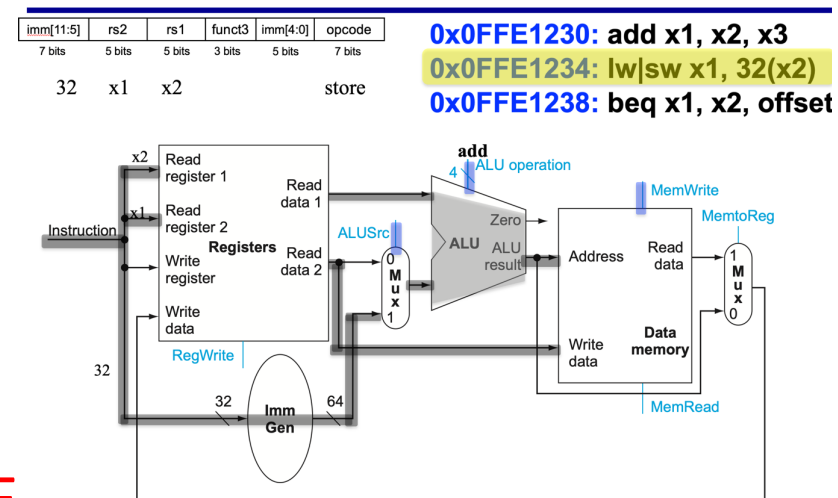 imm[11:5] rs2 rs1 funct3 imm[4:0] opcode
7 bits 5 bits 5 bits 3 bits 5 bits 7 bits
32 x1 x2 store
0x0FFE1230: add x1, x2, x3
0x0FFE1234: lw|sw x1, 32(x2)
0x0FFE1238: beq x1, x2, offset
Instruction
x2
x1
32
Read
register 1
Read
register 2
Write
register
Write
data
Registers
Read
data 1
Read
data 2
RegWrite
32
Imm
Gen
64
ALUSrc
0
M
u
x
1
add
4
ALU operation
ALU
Zero
ALU
result
MemWrite
Address
Read
data
Write
data
Data
memory
MemRead
MemtoReg
1
M
u
x
0